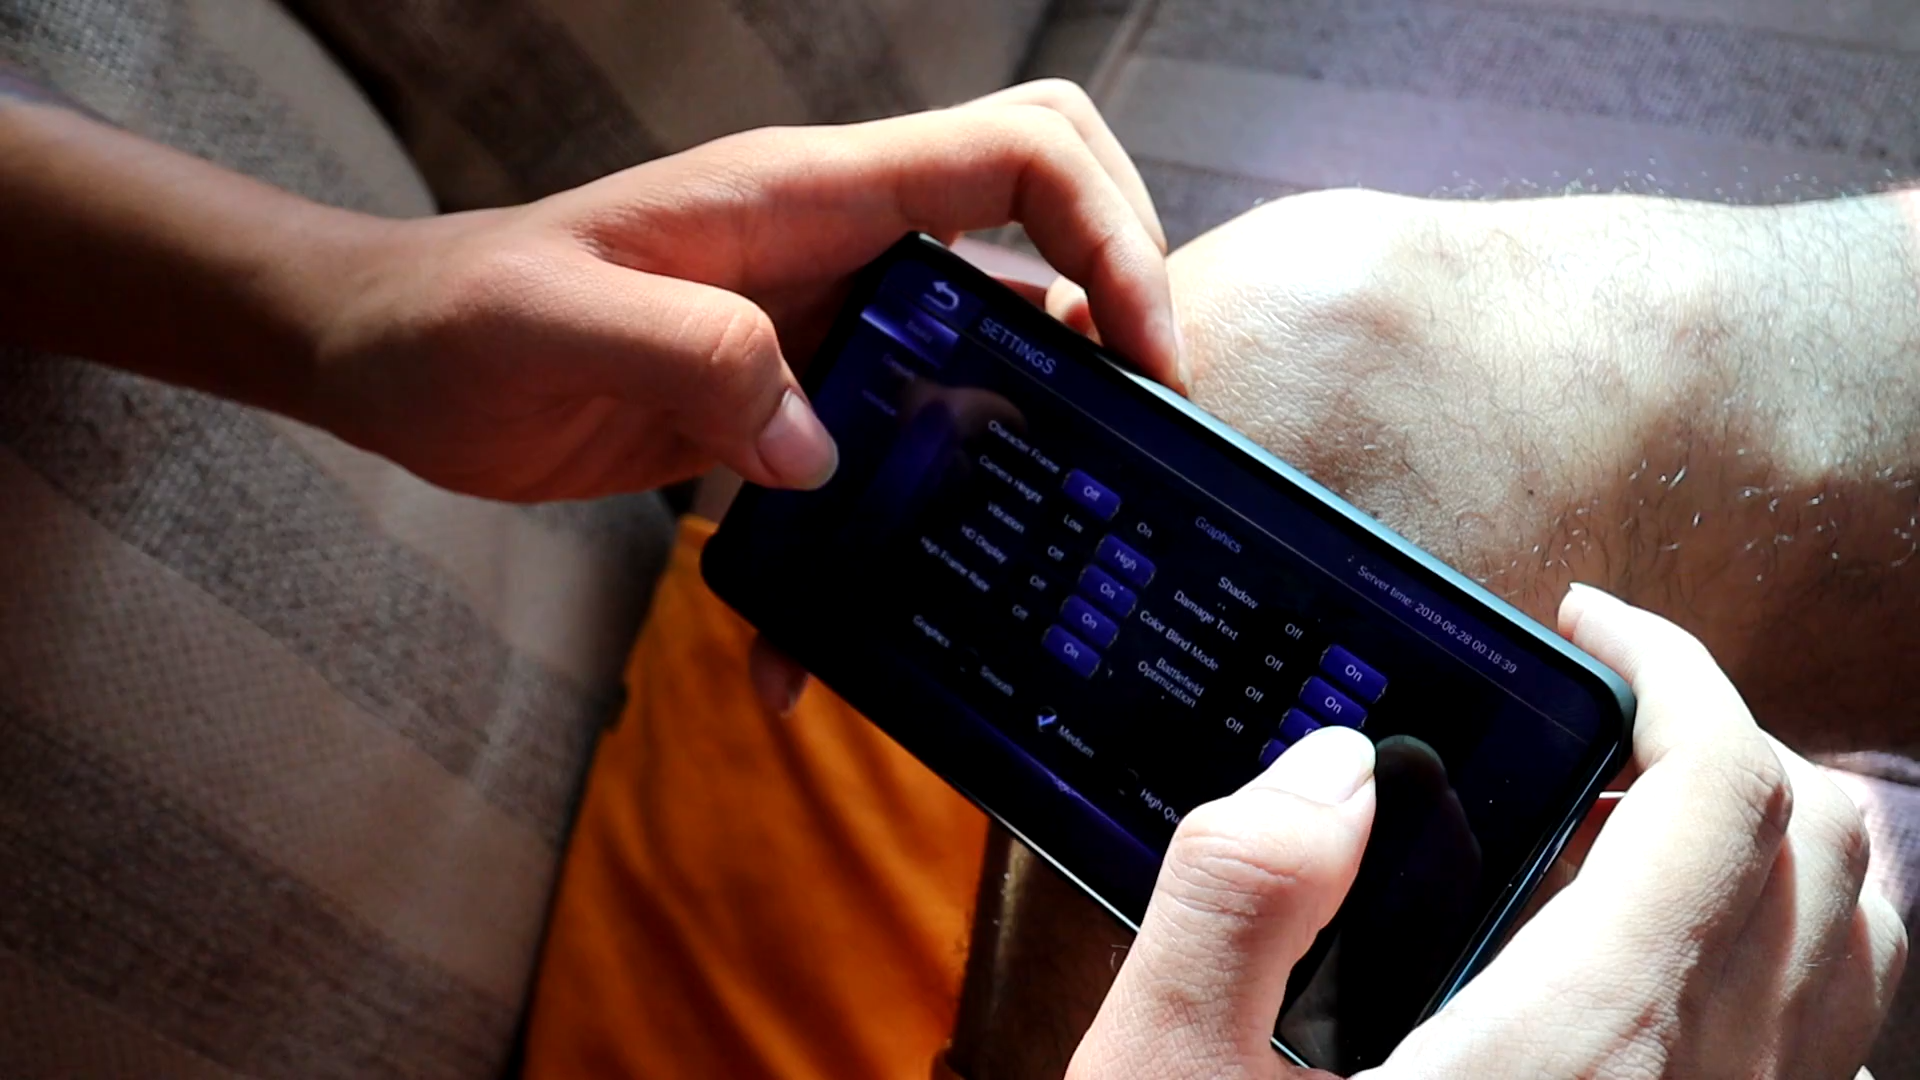 SETTINGS
Server time: 2019-06-28 00:18:39
Basic
Character Frame Off On
Camera Height Low High
Vibration Off On
HD Display Off On
High Frame Rate Off On
Graphics Smooth Medium High Qu
Graphics
Shadow Off On
Damage Text Off On
Color Blind Mode Off
Battlefield
Optimization Off